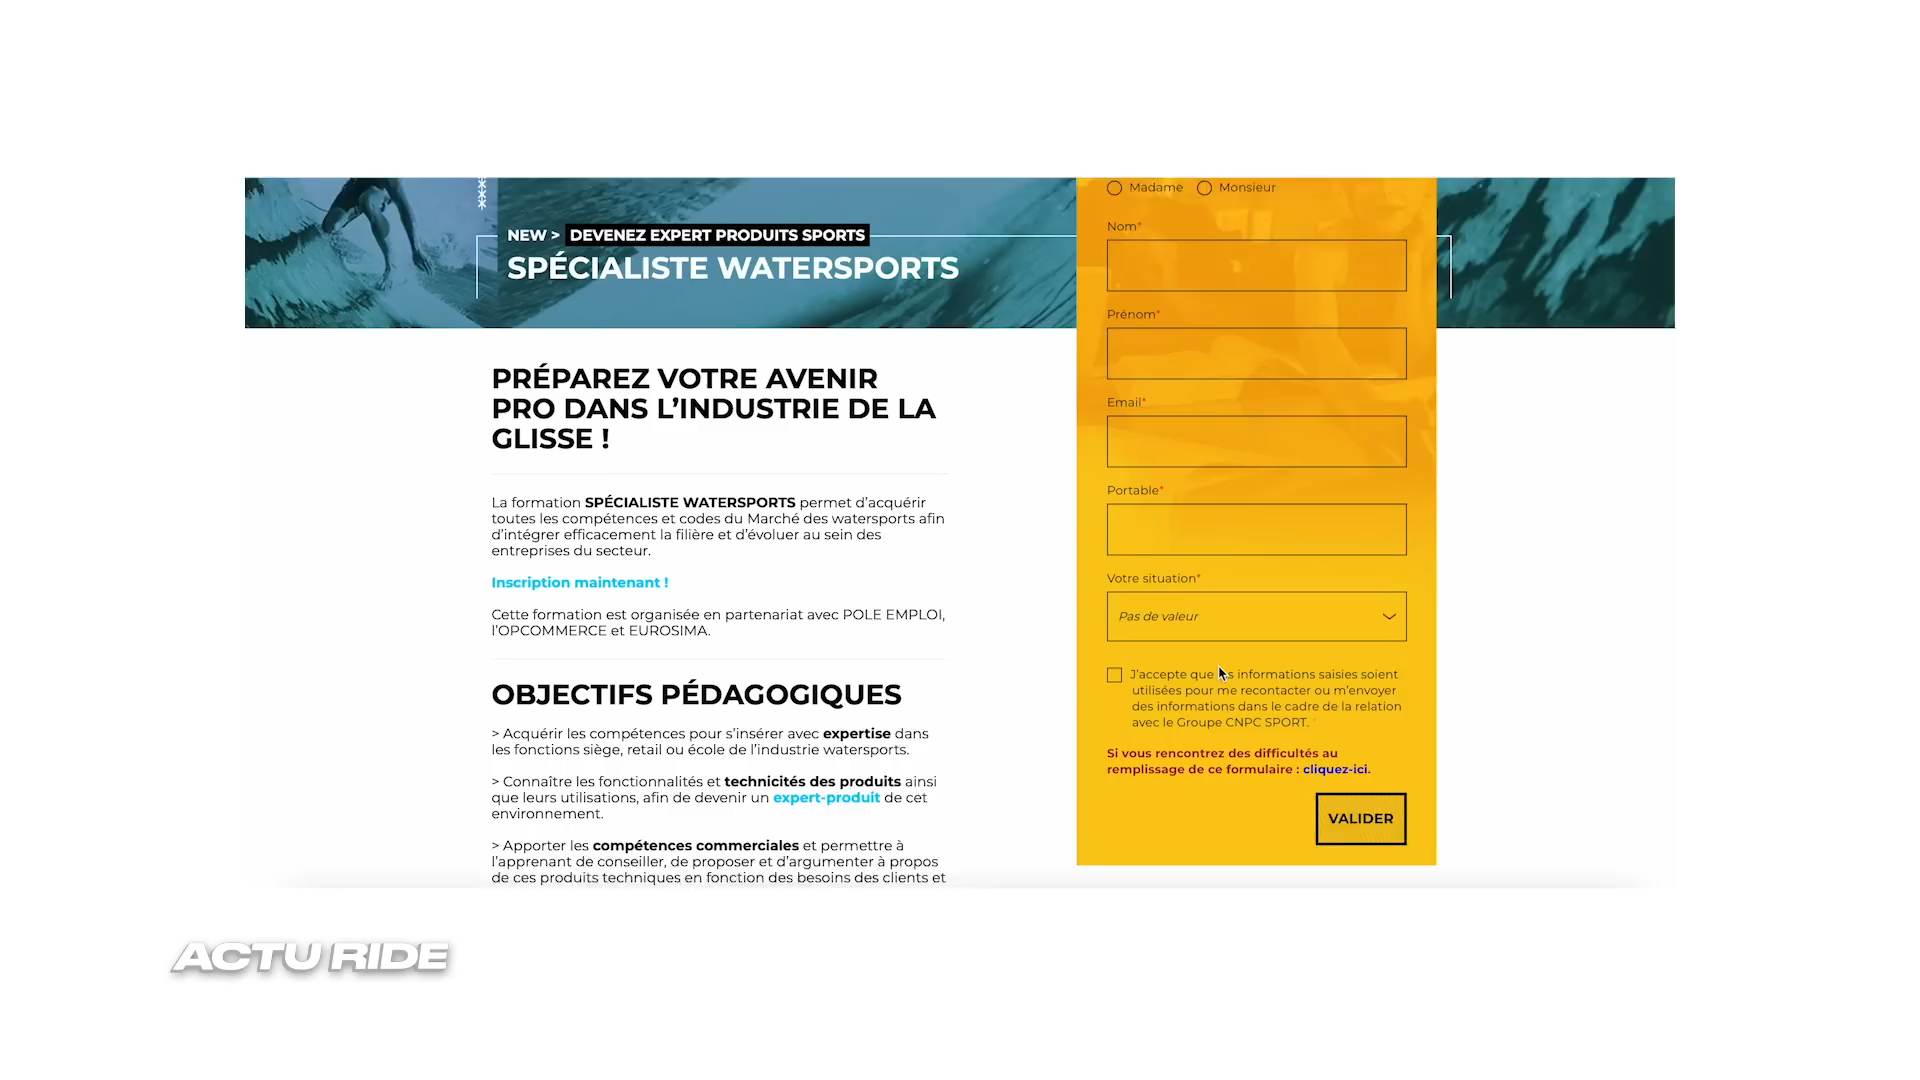 NEW > DEVENEZ EXPERT PRODUITS SPORTS
SPÉCIALISTE WATERSPORTS
PRÉPAREZ VOTRE AVENIR
PRO DANS L'INDUSTRIE DE LA
GLISSE !
La formation SPÉCIALISTE WATERSPORTS permet d'acquérir
toutes les compétences et codes du Marché des watersports afin
d'intégrer efficacement la filière et d'évoluer au sein des
entreprises du secteur.
Inscription maintenant !
Cette formation est organisée en partenariat avec POLE EMPLOI,
l'OPCOMMERCE et EUROSIMA.
OBJECTIFS PÉDAGOGIQUES
> Acquérir les compétences pour s'insérer avec expertise dans
les fonctions siège, retail ou école de l'industrie watersports.
> Connaître les fonctionnalités et technicités des produits ainsi
que leurs utilisations, afin de devenir un expert-produit de cet
environnement.
> Apporter les compétences commerciales et permettre à
l'apprenant de conseiller, de proposer et d'argumenter à propos
de ces produits techniques en fonction des besoins des clients et
Madame Monsieur
Nom*
Prénom*
Email*
Portable*
Votre situation*
Pas de valeur
J'accepte que les informations saisies soient
utilisées pour me recontacter ou m'envoyer
des informations dans le cadre de la relation
avec le Groupe CNPC SPORT. *
Si vous rencontrez des difficultés au
remplissage de ce formulaire : cliquez-ici.
VALIDER
ACTU RIDE